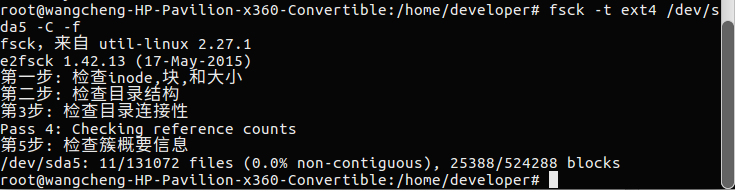 root@wangcheng-HP-Pavilion-x360-Convertible:/home/developer# fsck -t ext4 /dev/s
da5 -C -f
fsck，来自 util-linux 2.27.1
e2fsck 1.42.13 (17-May-2015)
第一步: 检查inode,块,和大小
第二步: 检查目录结构
第3步: 检查目录连接性
Pass 4: Checking reference counts
第5步: 检查簇概要信息
/dev/sda5: 11/131072 files (0.0% non-contiguous), 25388/524288 blocks
root@wangcheng-HP-Pavilion-x360-Convertible:/home/developer#